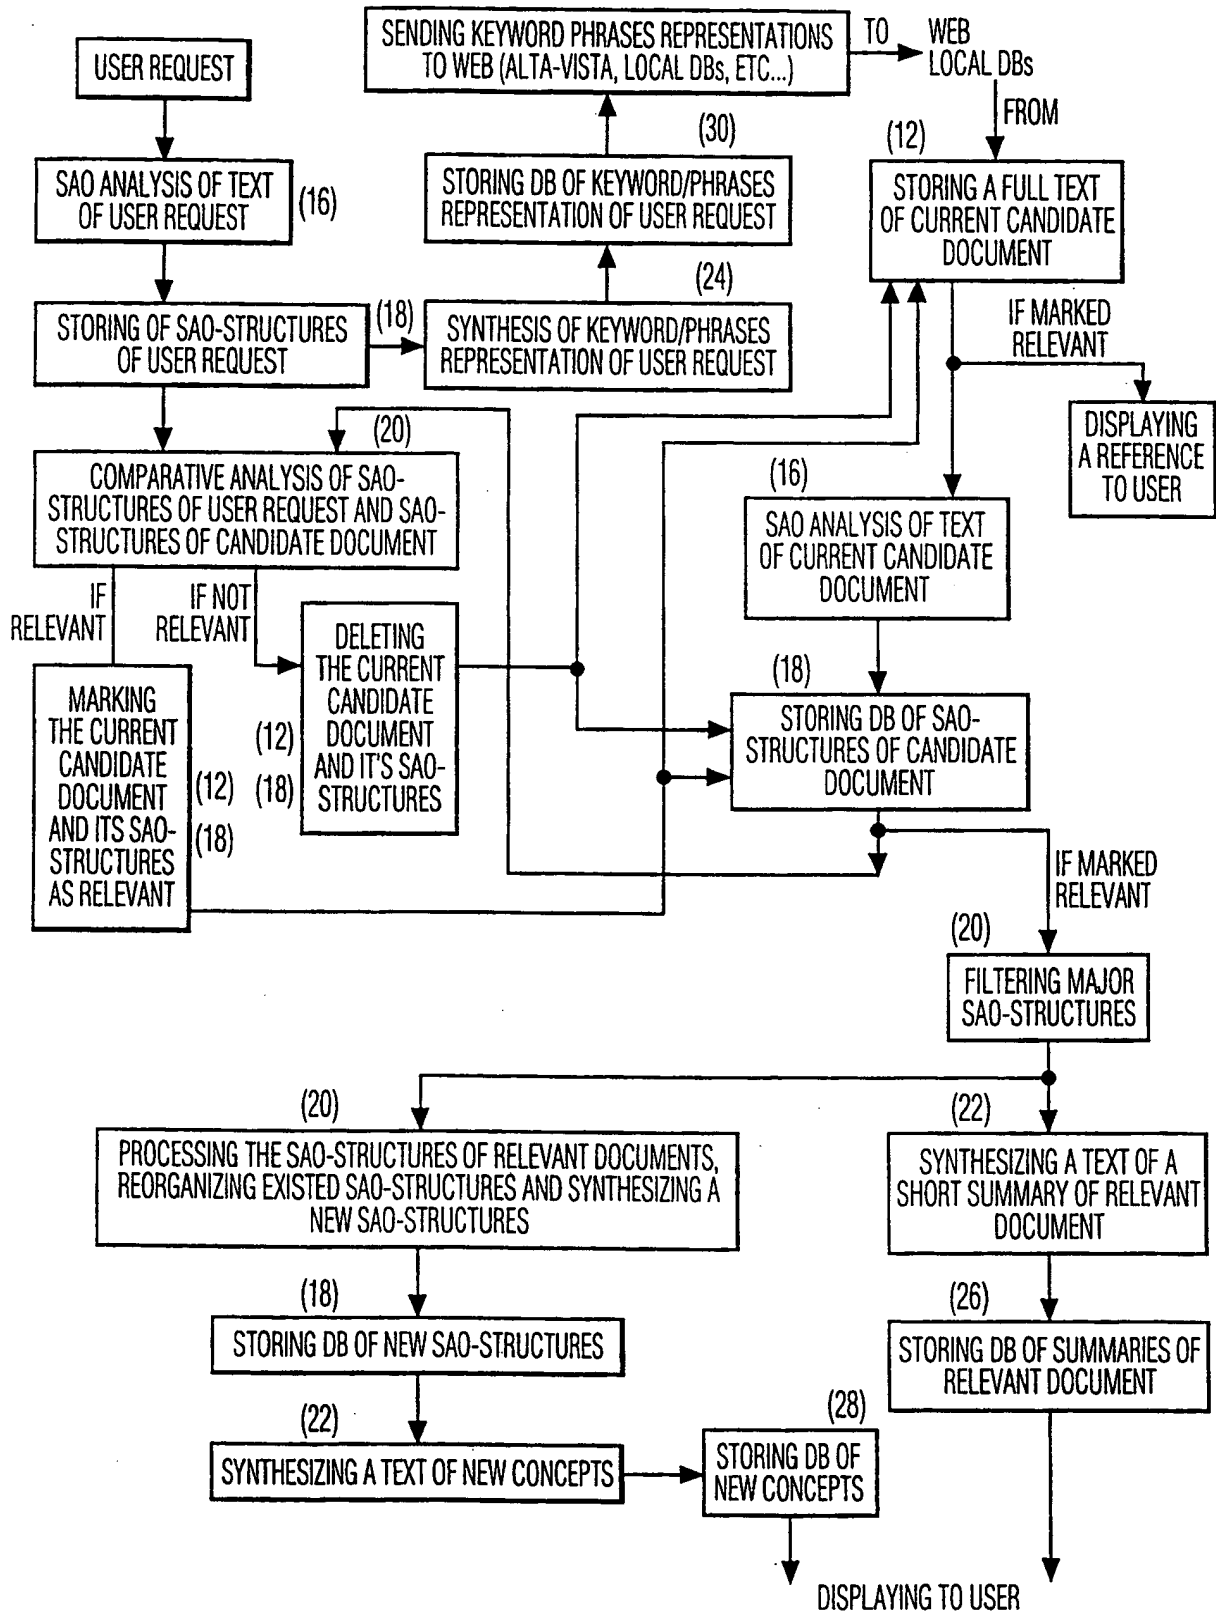 USER REQUEST
SENDING KEYWORD PHRASES REPRESENTATIONS
TO WEB (ALTA-VISTA, LOCAL DBs, ETC...)
TO
WEB
LOCAL DBs
FROM
SAO ANALYSIS OF TEXT
OF USER REQUEST
(16)
(30)
STORING DB OF KEYWORD/PHRASES
REPRESENTATION OF USER REQUEST
(12)
STORING A FULL TEXT
OF CURRENT CANDIDATE
DOCUMENT
STORING OF SAO-STRUCTURES
OF USER REQUEST
(18)
(24)
SYNTHESIS OF KEYWORD/PHRASES
REPRESENTATION OF USER REQUEST
IF MARKED
RELEVANT
DISPLAYING
A REFERENCE
TO USER
(20)
COMPARATIVE ANALYSIS OF SAO-
STRUCTURES OF USER REQUEST AND SAO-
STRUCTURES OF CANDIDATE DOCUMENT
(16)
SAO ANALYSIS OF TEXT
OF CURRENT CANDIDATE
DOCUMENT
IF
RELEVANT
IF NOT
RELEVANT
DELETING
THE CURRENT
CANDIDATE
DOCUMENT
AND IT'S SAO-
STRUCTURES
(12)
(18)
MARKING
THE CURRENT
CANDIDATE
DOCUMENT
AND ITS SAO-
STRUCTURES
AS RELEVANT
(12)
(18)
(18)
STORING DB OF SAO-
STRUCTURES OF CANDIDATE
DOCUMENT
IF MARKED
RELEVANT
(20)
FILTERING MAJOR
SAO-STRUCTURES
(20)
PROCESSING THE SAO-STRUCTURES OF RELEVANT DOCUMENTS,
REORGANIZING EXISTED SAO-STRUCTURES AND SYNTHESIZING A
NEW SAO-STRUCTURES
(22)
SYNTHESIZING A TEXT OF A
SHORT SUMMARY OF RELEVANT
DOCUMENT
(18)
STORING DB OF NEW SAO-STRUCTURES
(26)
STORING DB OF SUMMARIES OF
RELEVANT DOCUMENT
(22)
SYNTHESIZING A TEXT OF NEW CONCEPTS
(28)
STORING DB OF
NEW CONCEPTS
DISPLAYING TO USER